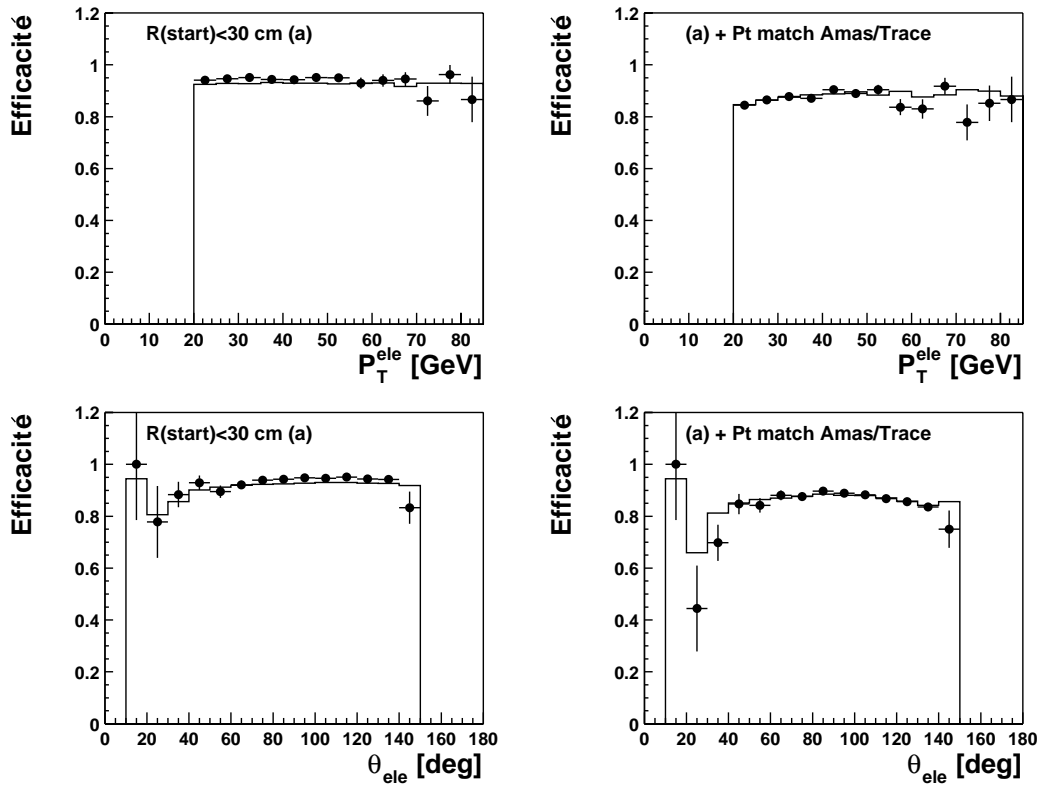 Efficacité
R(start)<30 cm (a)
1.2
1
0.8
0.6
0.4
0.2
0
0 10 20 30 40 50 60 70 80
P_T^ele [GeV]
Efficacité
(a) + Pt match Amas/Trace
1.2
1
0.8
0.6
0.4
0.2
0
0 10 20 30 40 50 60 70 80
P_T^ele [GeV]
Efficacité
R(start)<30 cm (a)
1.2
1
0.8
0.6
0.4
0.2
0
0 20 40 60 80 100 120 140 160 180
θ_ele [deg]
Efficacité
(a) + Pt match Amas/Trace
1.2
1
0.8
0.6
0.4
0.2
0
0 20 40 60 80 100 120 140 160 180
θ_ele [deg]